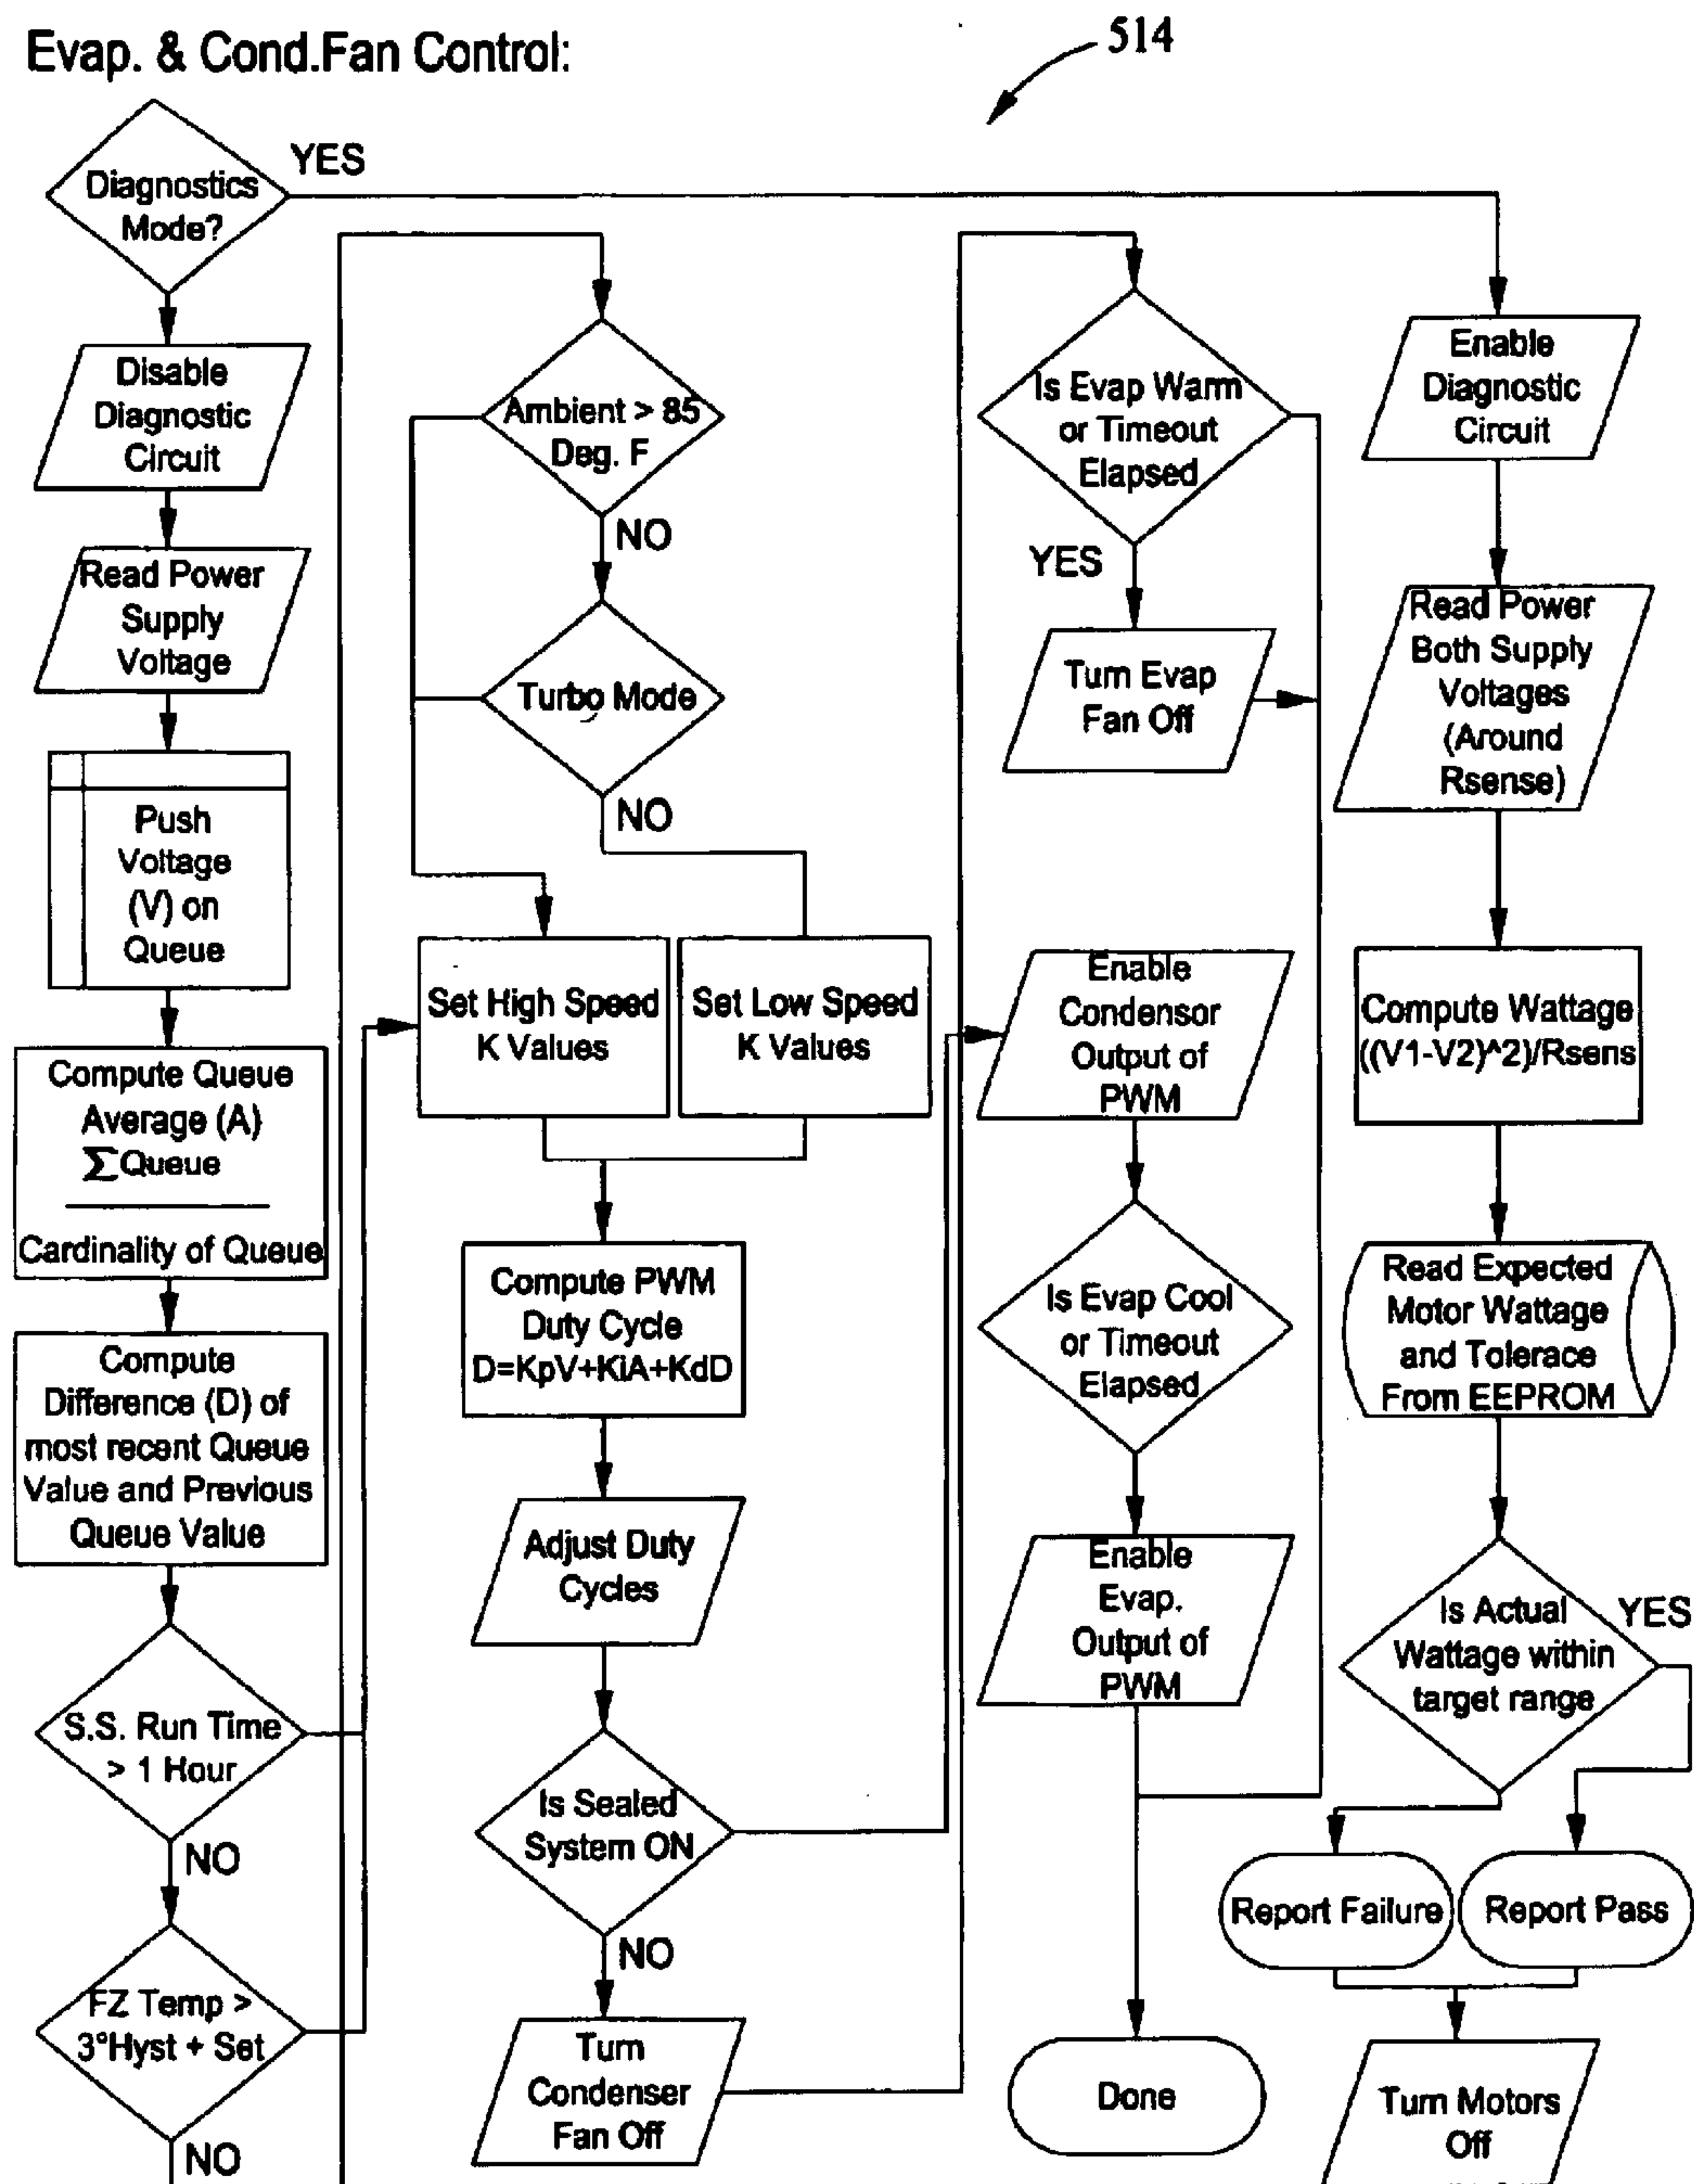 Evap. & Cond.Fan Control:
514
Diagnostics
Mode?
YES
Disable
Diagnostic
Circuit
Read Power
Supply
Voltage
Push
Voltage
(V) on
Queue
Compute Queue
Average (A)
ΣQueue
Cardinality of Queue
Compute
Difference (D) of
most recent Queue
Value and Previous
Queue Value
S.S. Run Time
> 1 Hour
NO
FZ Temp >
3°Hyst + Set
NO
Ambient > 85
Deg. F
NO
Turbo Mode
NO
Set High Speed
K Values
Set Low Speed
K Values
Compute PWM
Duty Cycle
D=KpV+KiA+KdD
Adjust Duty
Cycles
Is Sealed
System ON
NO
Turn
Condenser
Fan Off
Is Evap Warm
or Timeout
Elapsed
YES
Turn Evap
Fan Off
Enable
Condensor
Output of
PWM
Is Evap Cool
or Timeout
Elapsed
Enable
Evap.
Output of
PWM
Done
Enable
Diagnostic
Circuit
Read Power
Both Supply
Voltages
(Around
Rsense)
Compute Wattage
((V1-V2)^2)/Rsens
Read Expected
Motor Wattage
and Tolerace
From EEPROM
Is Actual
Wattage within
target range
YES
Report Failure
Report Pass
Turn Motors
Off